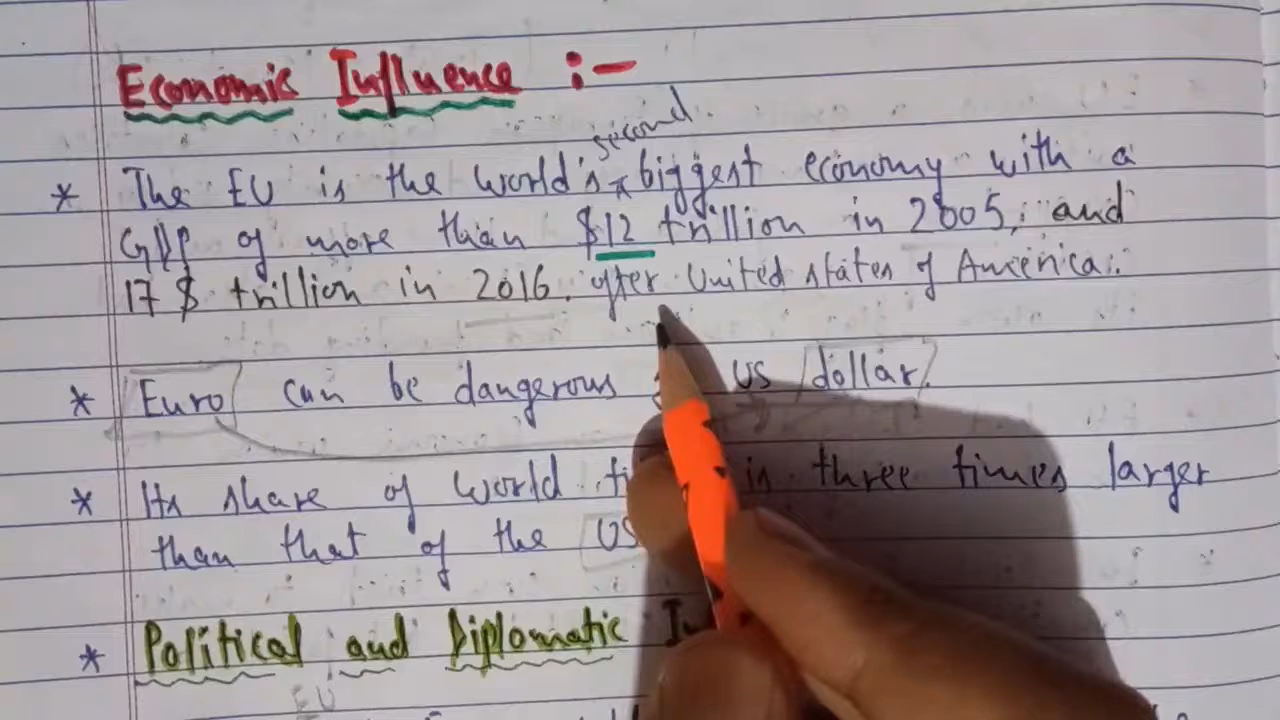 Economic Influence :-
second.
* The EU is the world's biggest economy with a
GDP of more than $12 trillion in 2005, and
17 $ trillion in 2016. after United states of America.
* Euro can be dangerous US dollar.
* Its share of world is three times larger
than that of the US
* Political and Diplomatic
EU